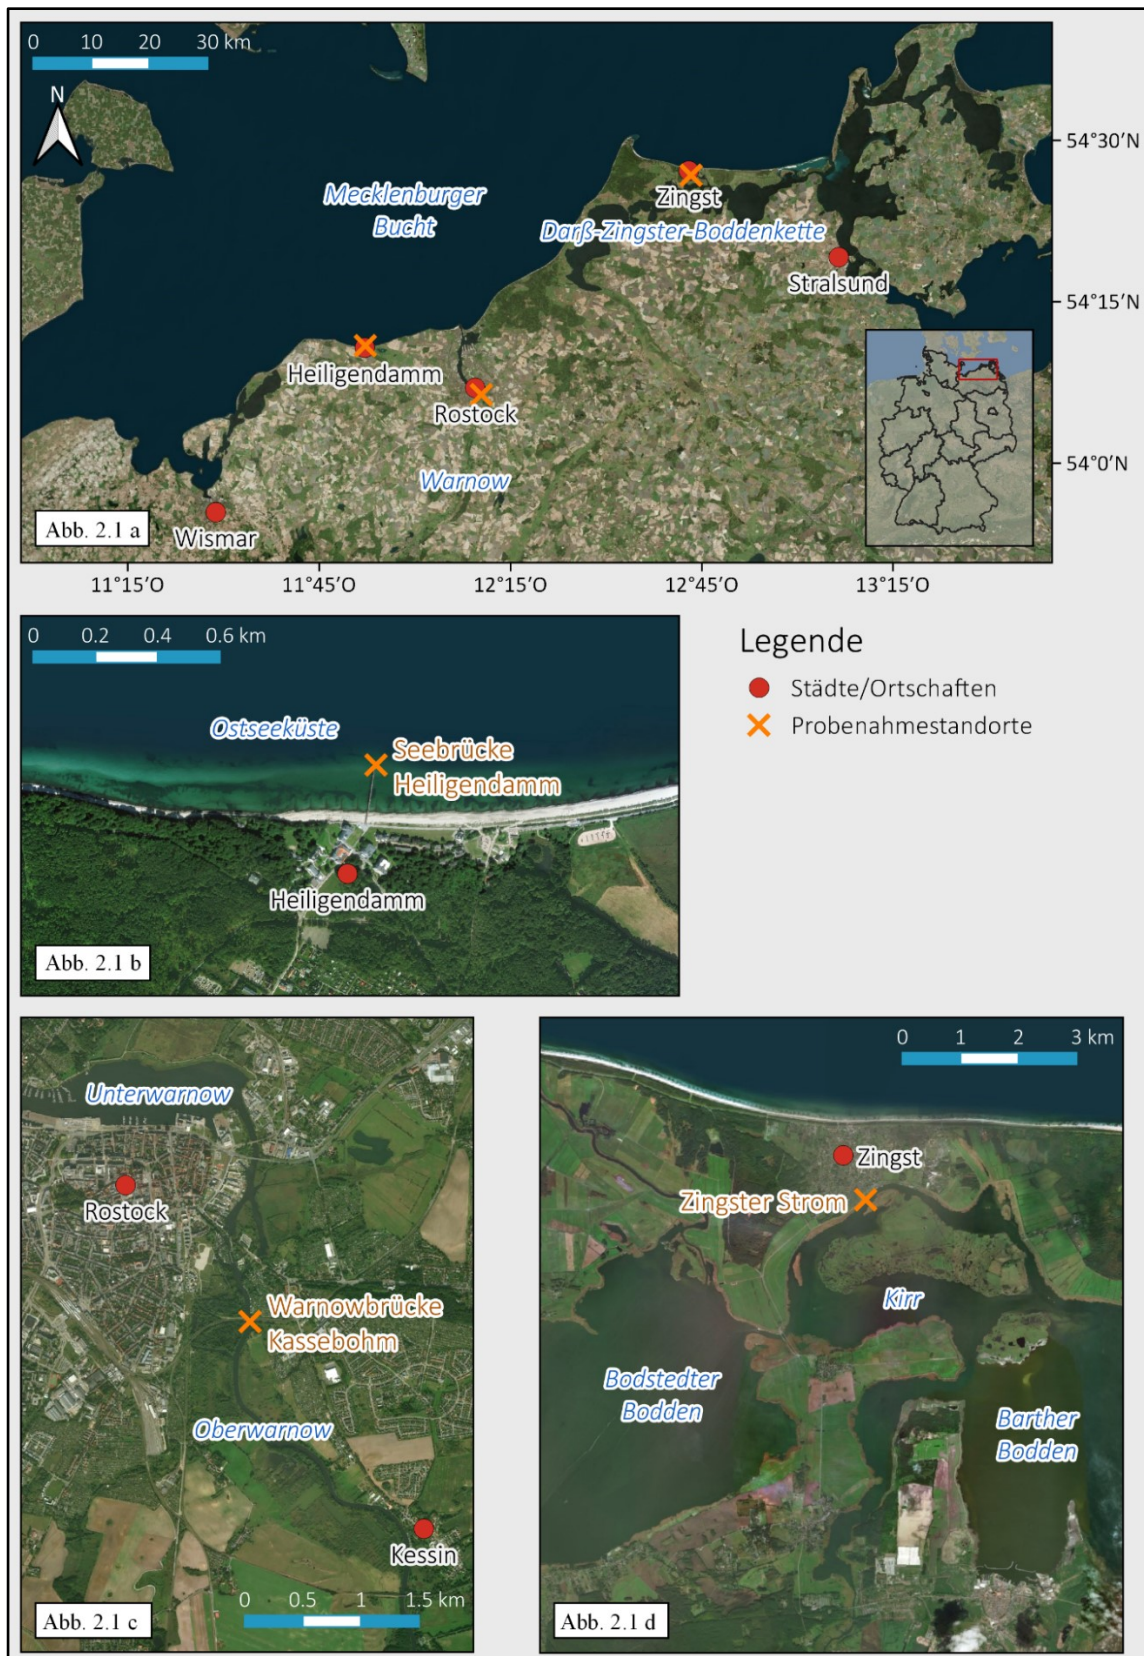 0 10 20 30 km
N
Mecklenburger
Bucht
Zingst
Darß-Zingster-Boddenkette
Stralsund
Heiligendamm
Rostock
Warnow
Wismar
Abb. 2.1 a
54°30'N
54°15'N
54°0'N
11°15'O 11°45'O 12°15'O 12°45'O 13°15'O
0 0.2 0.4 0.6 km
Ostseeküste
Seebrücke
Heiligendamm
Heiligendamm
Abb. 2.1 b
Legende
Städte/Ortschaften
Probenahmestandorte
Unterwarnow
Rostock
Warnowbrücke
Kassebohm
Oberwarnow
Kessin
0 0.5 1 1.5 km
Abb. 2.1 c
0 1 2 3 km
Zingst
Zingster Strom
Kirr
Bodstedter
Bodden
Barther
Bodden
Abb. 2.1 d